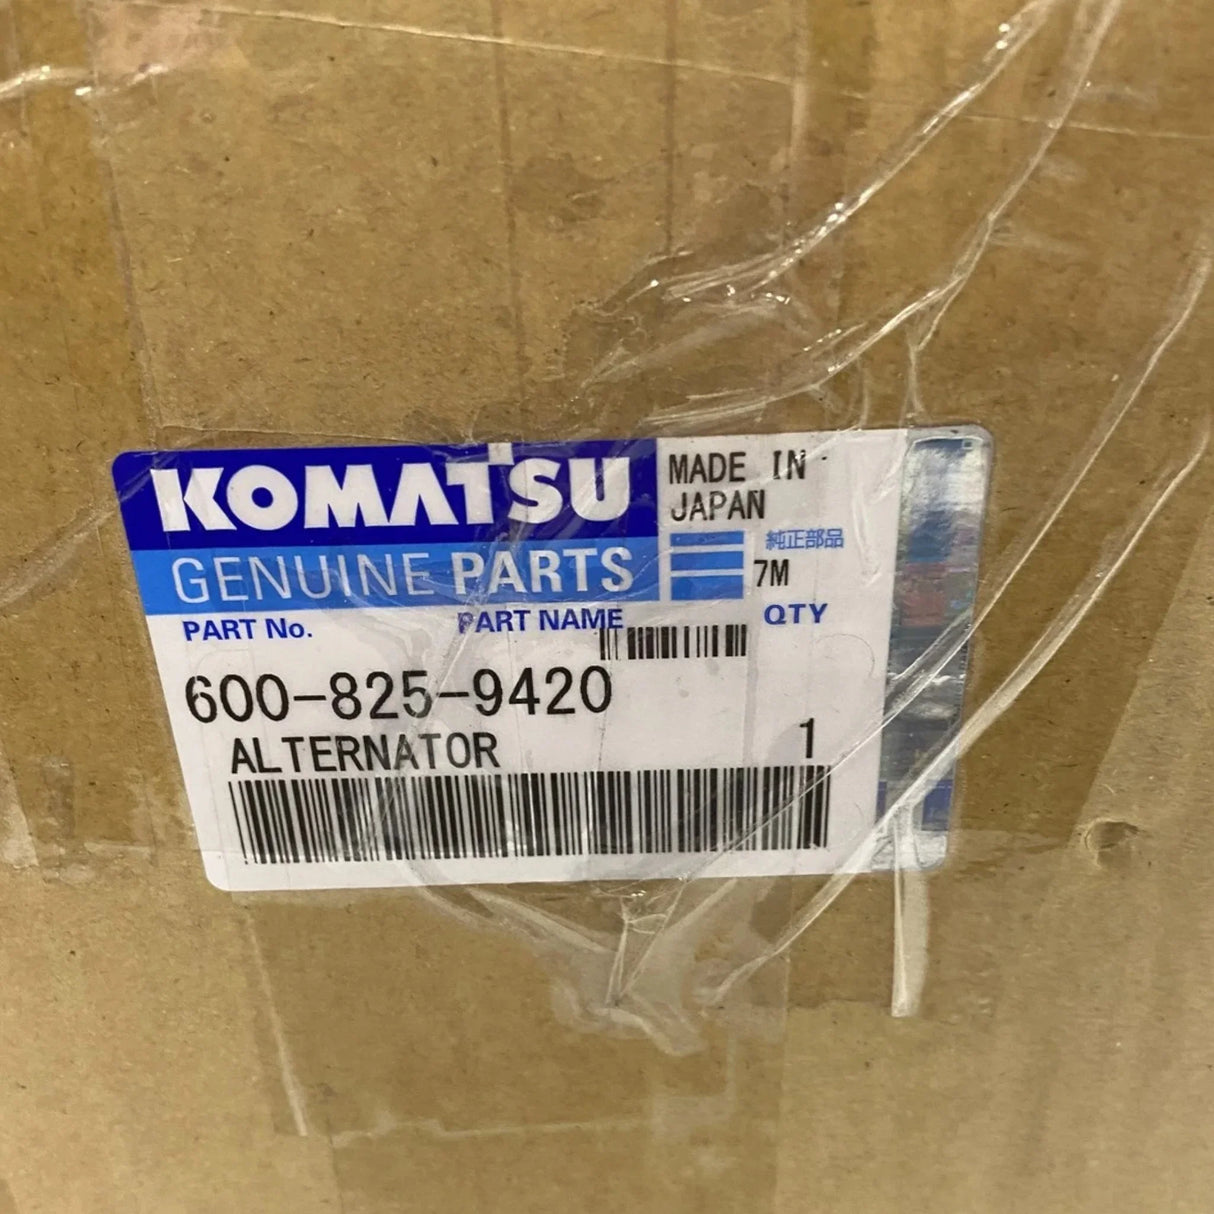 KOMATSU
GENUINE PARTS
MADE IN
JAPAN
純正部品
7M
PART No.
PART NAME
QTY
600-825-9420
ALTERNATOR
1